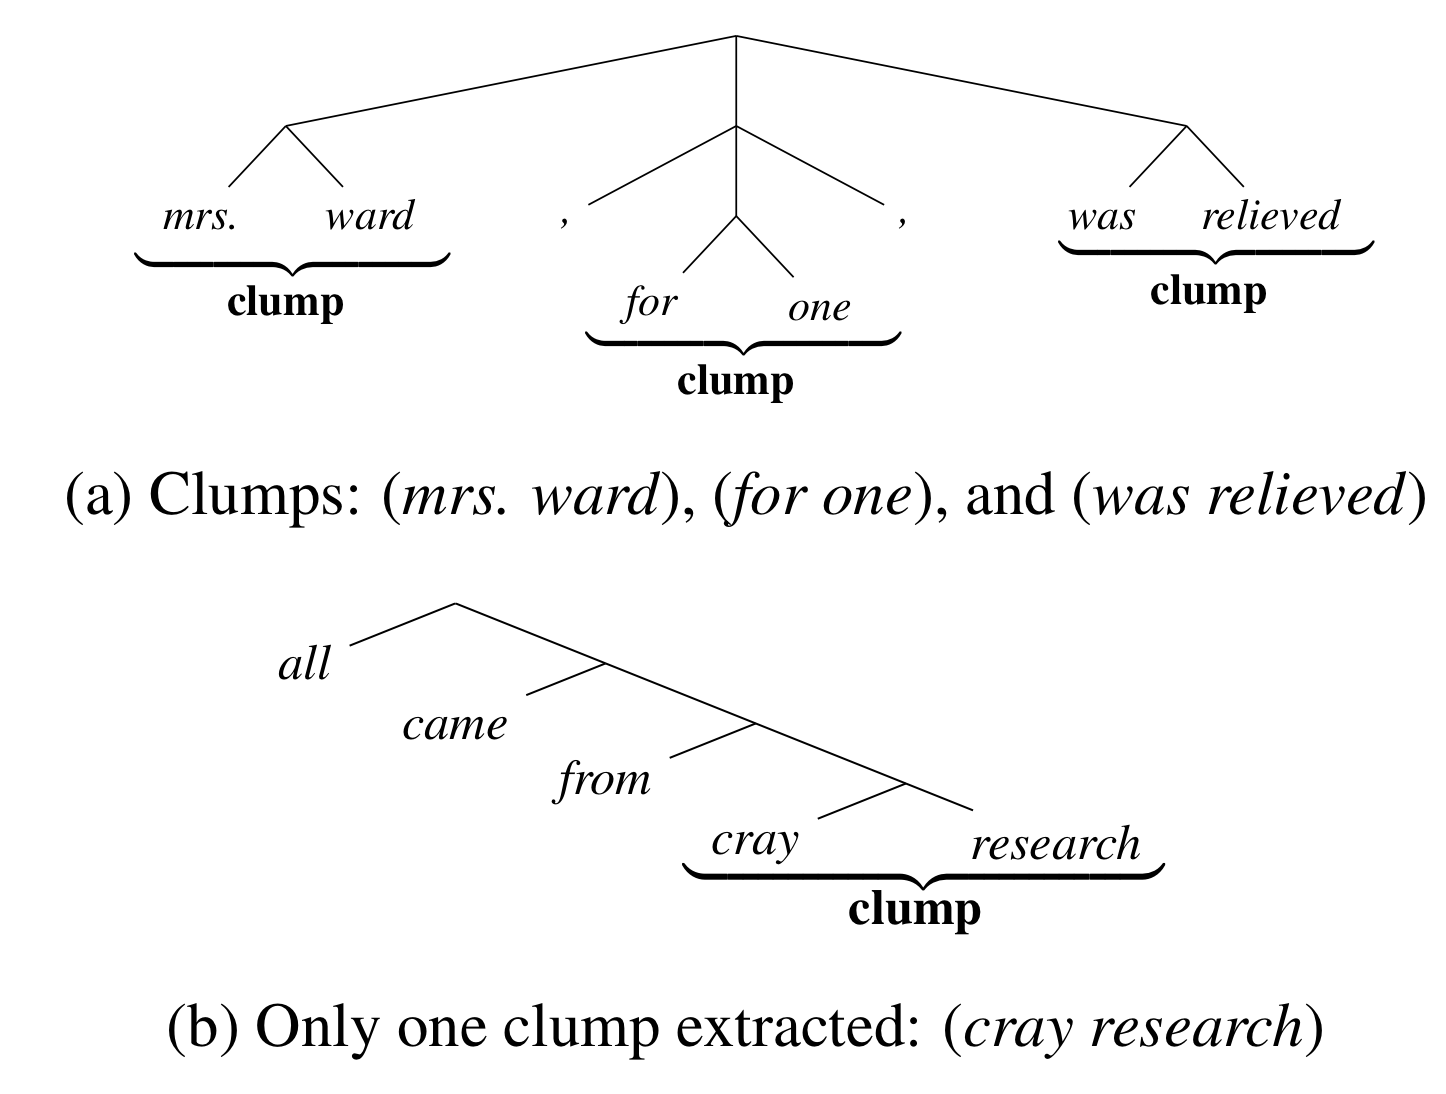 mrs. ward , , was relieved
clump clump
for one
clump
(a) Clumps: (mrs. ward), (for one), and (was relieved)
all
came
from
cray research
clump
(b) Only one clump extracted: (cray research)